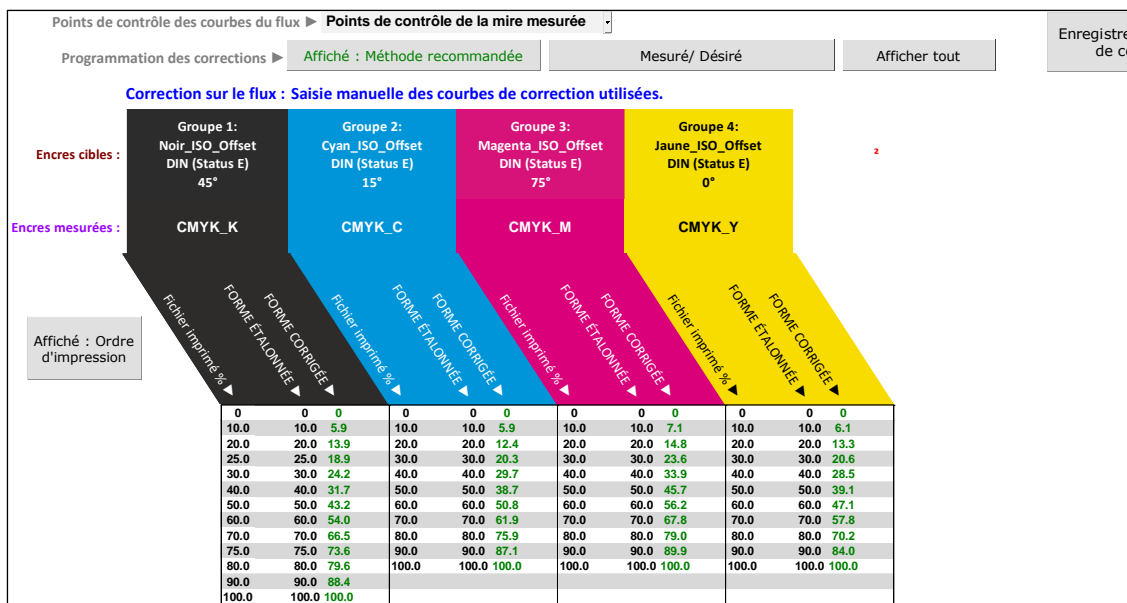 Points de contrôle des courbes du flux ► Points de contrôle de la mire mesurée
Enregistre
de c
Programmation des corrections ► Affiché : Méthode recommandée Mesuré/ Désiré Afficher tout
Correction sur le flux : Saisie manuelle des courbes de correction utilisées.
Encres cibles :
Groupe 1:
Noir_ISO_Offset
DIN (Status E)
45°
Groupe 2:
Cyan_ISO_Offset
DIN (Status E)
15°
Groupe 3:
Magenta_ISO_Offset
DIN (Status E)
75°
Groupe 4:
Jaune_ISO_Offset
DIN (Status E)
0°
2
Encres mesurées : CMYK_K CMYK_C CMYK_M CMYK_Y
Affiché : Ordre
d'impression
Fichier imprimé % ▼ FORME ÉTALONNÉE ▼ FORME CORRIGÉE ▼ Fichier imprimé % ▼ FORME ÉTALONNÉE ▼ FORME CORRIGÉE ▼ Fichier imprimé % ▼ FORME ÉTALONNÉE ▼ FORME CORRIGÉE ▼ Fichier imprimé % ▼ FORME ÉTALONNÉE ▼ FORME CORRIGÉE ▼
0 0 0 0 0 0 0 0 0 0 0 0
10.0 10.0 5.9 10.0 10.0 5.9 10.0 10.0 7.1 10.0 10.0 6.1
20.0 20.0 13.9 20.0 20.0 12.4 20.0 20.0 14.8 20.0 20.0 13.3
25.0 25.0 18.9 30.0 30.0 20.3 30.0 30.0 23.6 30.0 30.0 20.6
30.0 30.0 24.2 40.0 40.0 29.7 40.0 40.0 33.9 40.0 40.0 28.5
40.0 40.0 31.7 50.0 50.0 38.7 50.0 50.0 45.7 50.0 50.0 39.1
50.0 50.0 43.2 60.0 60.0 50.8 60.0 60.0 56.2 60.0 60.0 47.1
60.0 60.0 54.0 70.0 70.0 61.9 70.0 70.0 67.8 70.0 70.0 57.8
70.0 70.0 66.5 80.0 80.0 75.9 80.0 80.0 79.0 80.0 80.0 70.2
75.0 75.0 73.6 90.0 90.0 87.1 90.0 90.0 89.9 90.0 90.0 84.0
80.0 80.0 79.6 100.0 100.0 100.0 100.0 100.0 100.0 100.0 100.0 100.0
90.0 90.0 88.4
100.0 100.0 100.0